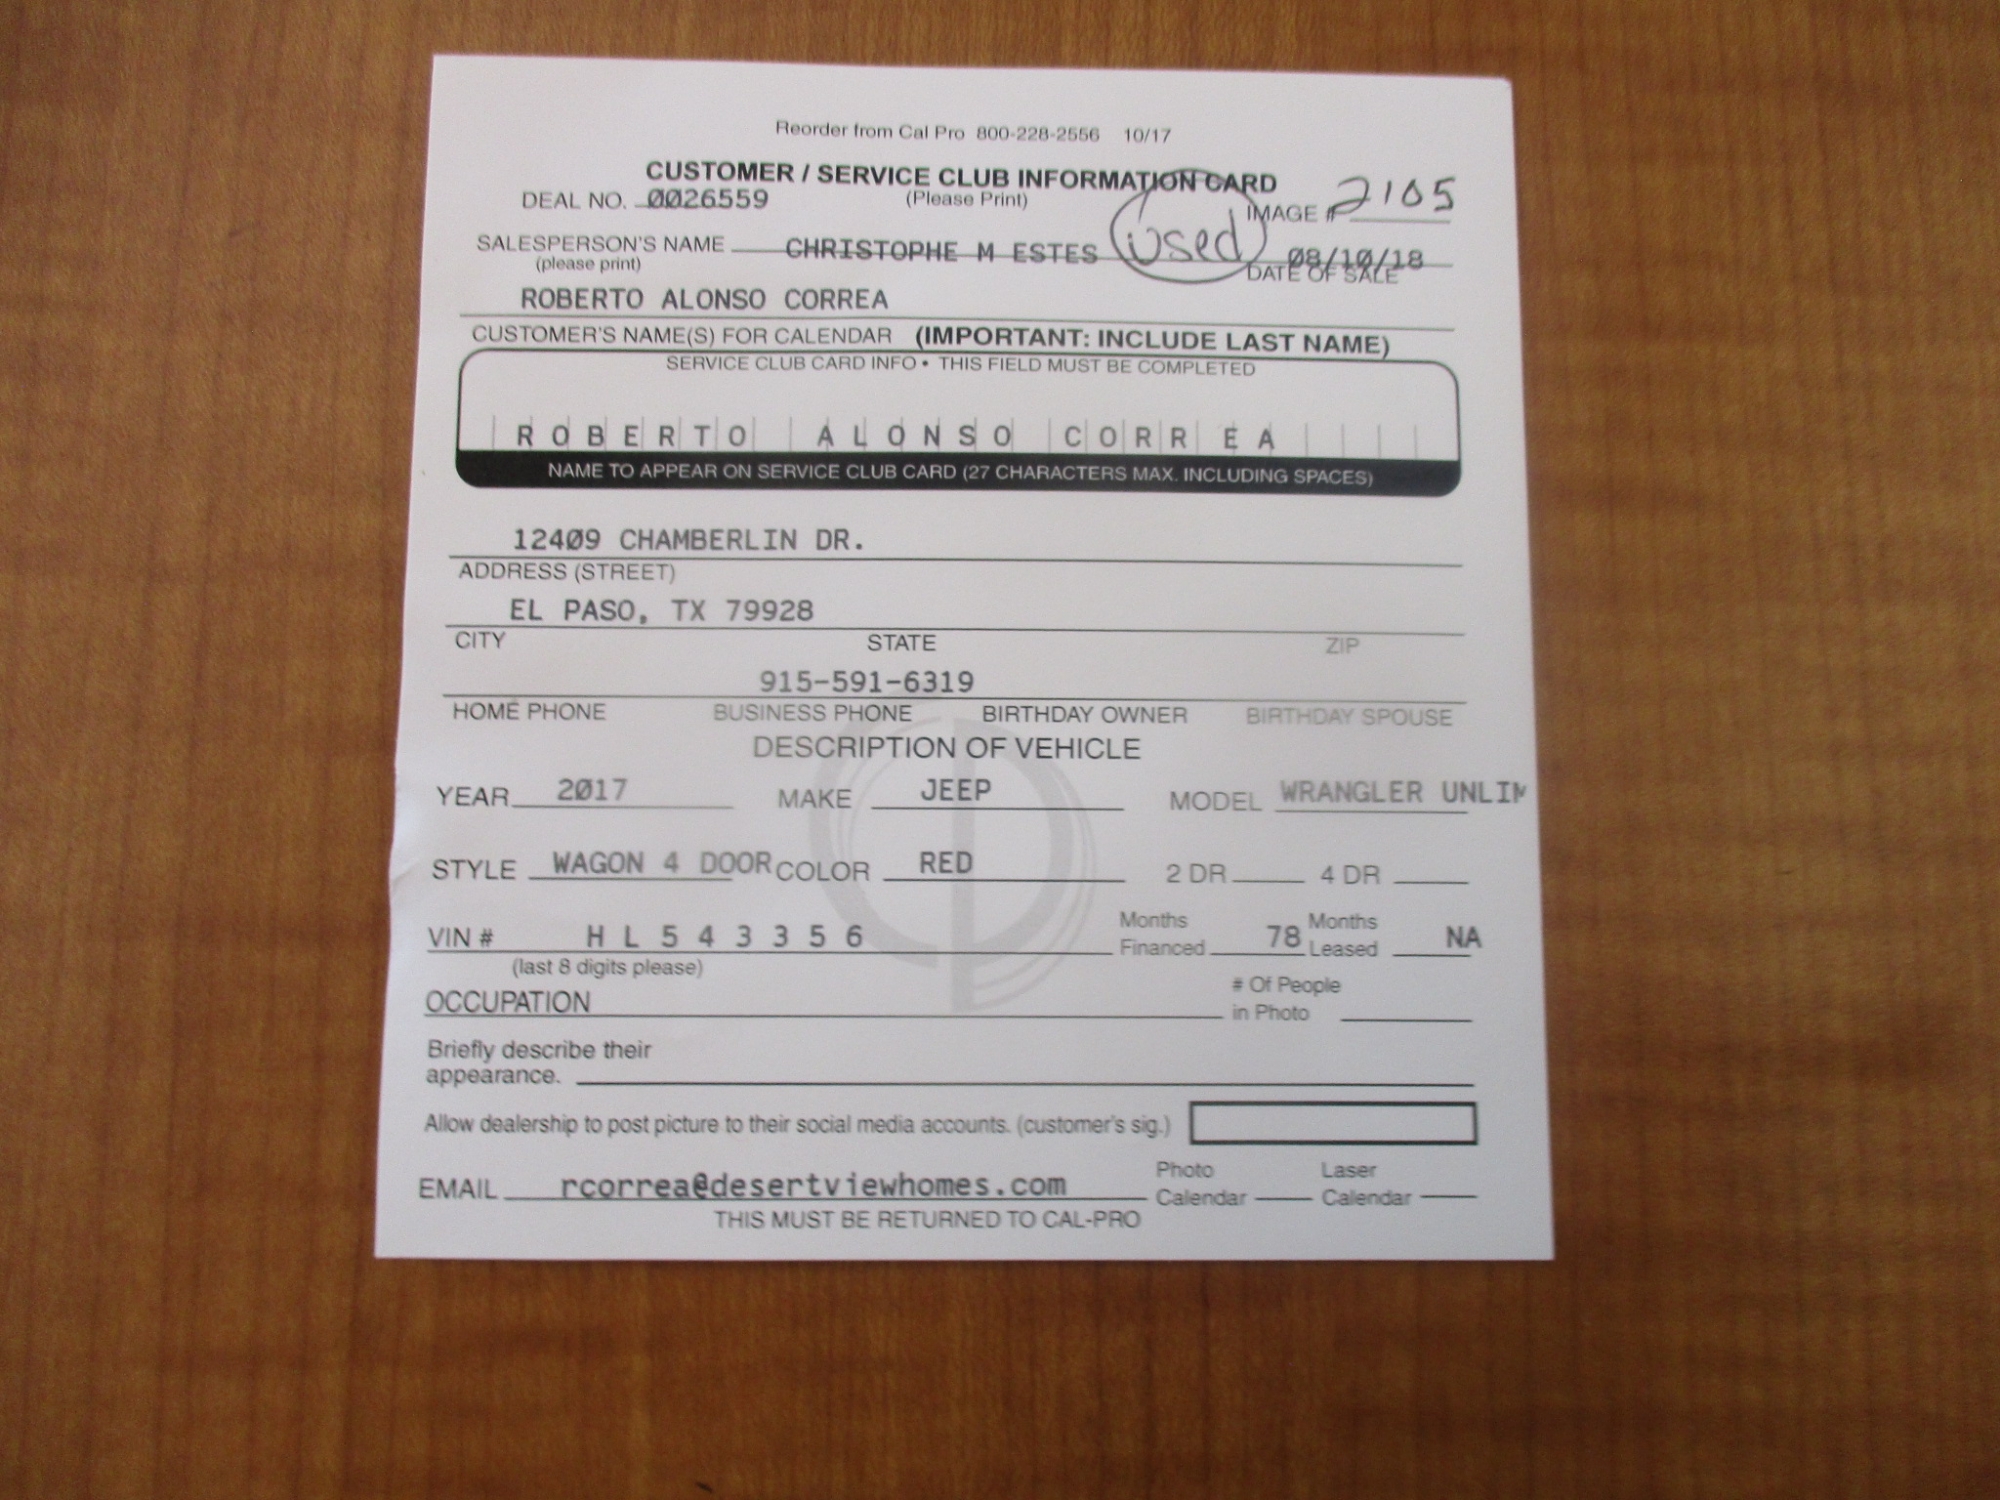 Reorder from Cal Pro 800-228-2556 10/17
CUSTOMER / SERVICE CLUB INFORMATION CARD
DEAL NO. 0026559 (Please Print) IMAGE # 2105
SALESPERSON'S NAME CHRISTOPHE M ESTES Used 08/10/18
(please print) DATE OF SALE
ROBERTO ALONSO CORREA
CUSTOMER'S NAME(S) FOR CALENDAR (IMPORTANT: INCLUDE LAST NAME)
SERVICE CLUB CARD INFO • THIS FIELD MUST BE COMPLETED
ROBERTO ALONSO CORREA
NAME TO APPEAR ON SERVICE CLUB CARD (27 CHARACTERS MAX. INCLUDING SPACES)
12409 CHAMBERLIN DR.
ADDRESS (STREET)
EL PASO, TX 79928
CITY STATE ZIP
915-591-6319
HOME PHONE BUSINESS PHONE BIRTHDAY OWNER BIRTHDAY SPOUSE
DESCRIPTION OF VEHICLE
YEAR 2017 MAKE JEEP MODEL WRANGLER UNLIM
STYLE WAGON 4 DOOR COLOR RED 2 DR 4 DR
VIN # H L 5 4 3 3 5 6 Months Financed 78 Months Leased NA
(last 8 digits please)
OCCUPATION # Of People in Photo
Briefly describe their
appearance.
Allow dealership to post picture to their social media accounts. (customer's sig.)
EMAIL rcorrea@desertviewhomes.com Photo Calendar Laser Calendar
THIS MUST BE RETURNED TO CAL-PRO